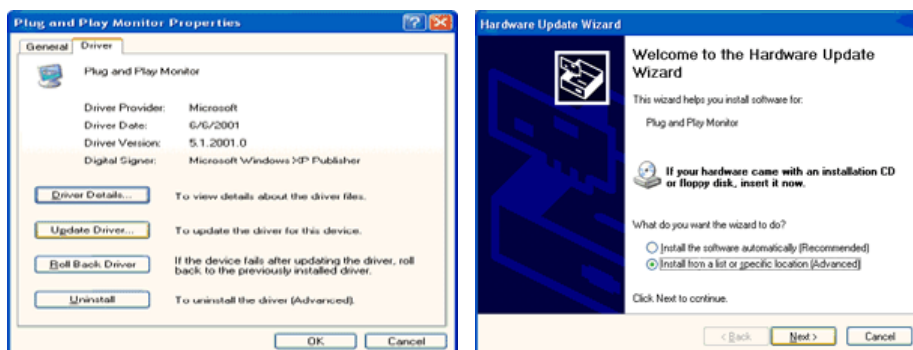 Plug and Play Monitor Properties
General
Driver
Plug and Play Monitor
Driver Provider: Microsoft
Driver Date: 6/6/2001
Driver Version: 5.1.2001.0
Digital Signer: Microsoft Windows XP Publisher
Driver Details... To view details about the driver files.
Update Driver... To update the driver for this device.
Roll Back Driver If the device fails after updating the driver, roll
back to the previously installed driver.
Uninstall To uninstall the driver (Advanced).
OK Cancel
Hardware Update Wizard
Welcome to the Hardware Update
Wizard
This wizard helps you install software for:
Plug and Play Monitor
If your hardware came with an installation CD
or floppy disk, insert it now.
What do you want the wizard to do?
Install the software automatically (Recommended)
Install from a list or specific location (Advanced)
Click Next to continue.
< Back Next > Cancel